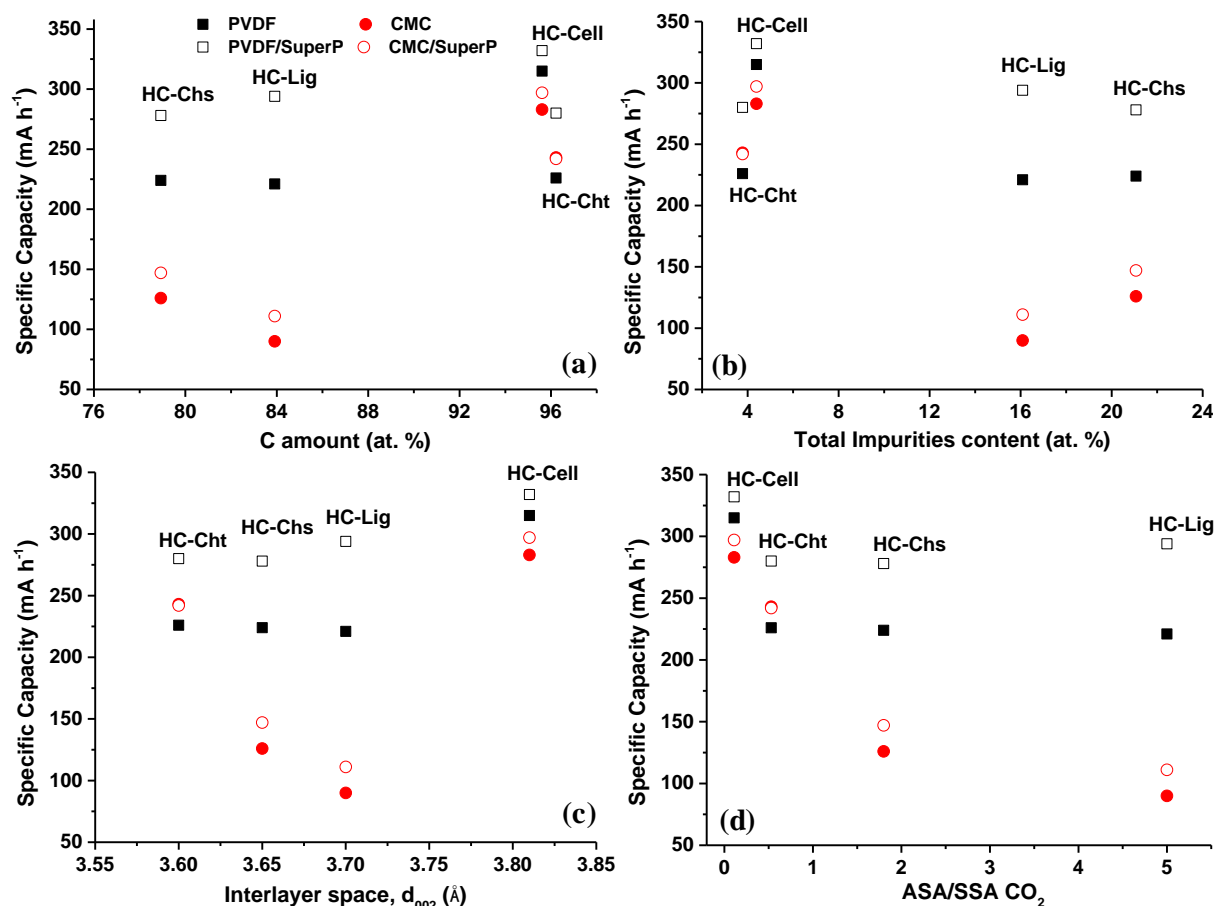 PVDF CMC
PVDF/SuperP CMC/SuperP
HC-Cell
HC-Lig
HC-Chs
HC-Cht
350
300
250
200
150
100
50
76 80 84 88 92 96
Specific Capacity (mA h-1)
C amount (at. %)
(a)
HC-Cell
HC-Lig
HC-Chs
HC-Cht
350
300
250
200
150
100
50
4 8 12 16 20 24
Specific Capacity (mA h-1)
Total Impurities content (at. %)
(b)
HC-Cell
HC-Lig
HC-Chs
HC-Cht
350
300
250
200
150
100
50
3.55 3.60 3.65 3.70 3.75 3.80 3.85
Specific Capacity (mA h-1)
Interlayer space, d002 (Å)
(c)
HC-Cell
HC-Cht
HC-Chs
HC-Lig
350
300
250
200
150
100
50
0 1 2 3 4 5
Specific Capacity (mA h-1)
ASA/SSA CO2
(d)